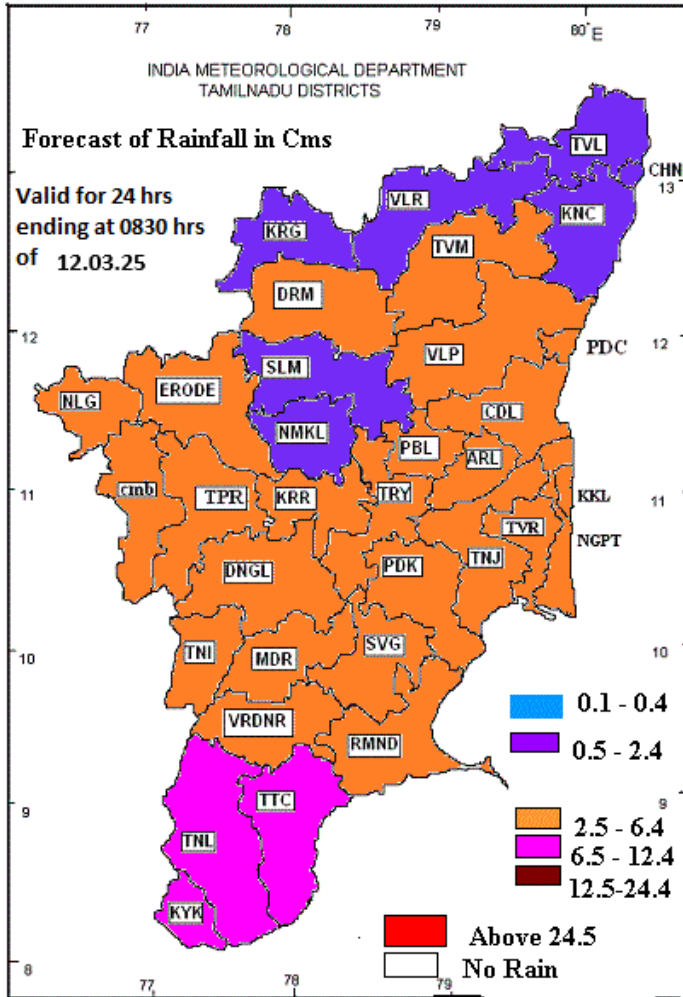 77 78 79 80° E
INDIA METEOROLOGICAL DEPARTMENT
TAMILNADU DISTRICTS
Forecast of Rainfall in Cms
TVL
CHN
13
Valid for 24 hrs
ending at 0830 hrs
of 12.03.25
VLR
KNC
KRG
TVM
DRM
12
12
VLP
PDC
SLM
ERODE
NLG
CDL
NMKL
PBL
ARL
11
cmb
TPR
KRR
TRY
KKL
11
TVR
NGPT
DNGL
PDK
TNJ
10
TNI
MDR
SVG
10
VRDNR
RMND
0.1 - 0.4
0.5 - 2.4
9
TTC
9
TNL
2.5 - 6.4
6.5 - 12.4
12.5-24.4
KYK
Above 24.5
No Rain
8
77 78 79